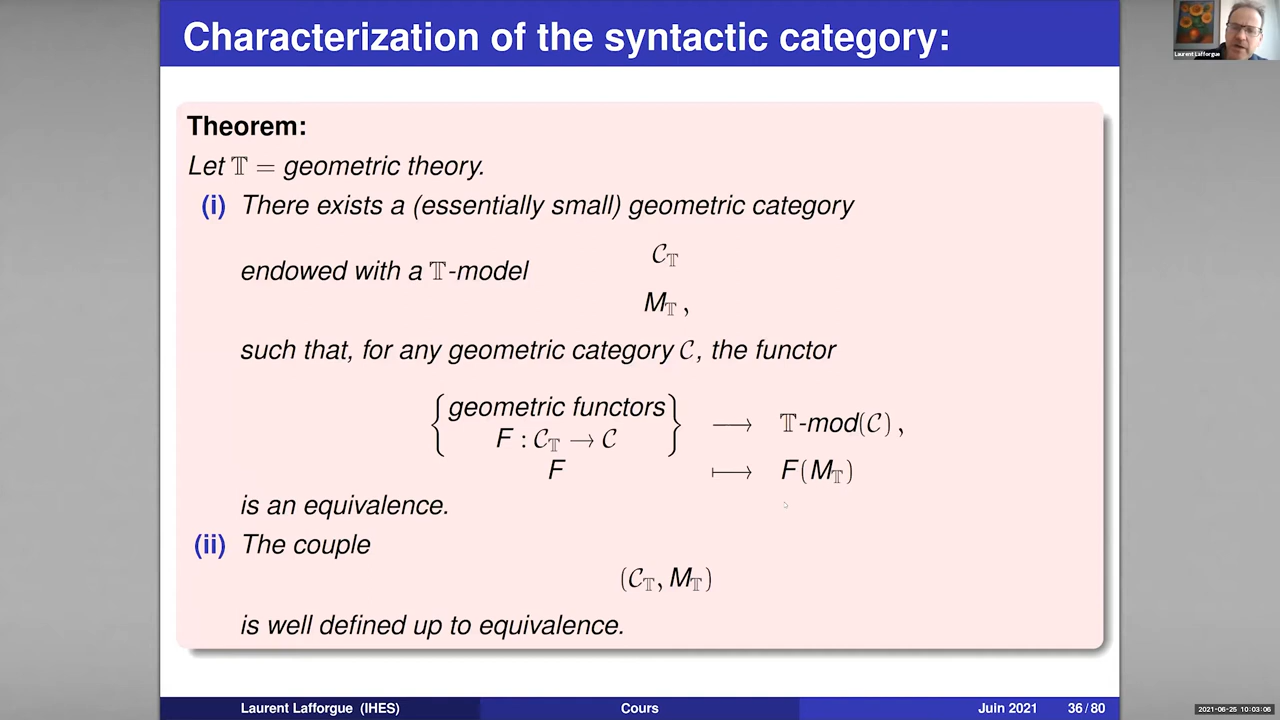 Characterization of the syntactic category:
Laurent Lafforgue
Theorem:
Let 𝕋 = geometric theory.
(i) There exists a (essentially small) geometric category
𝒞_𝕋
endowed with a 𝕋-model
M_𝕋 ,
such that, for any geometric category 𝒞, the functor
{ geometric functors
F : 𝒞_𝕋 → 𝒞 } ⟶ 𝕋-mod(𝒞) ,
F ⟼ F(M_𝕋)
is an equivalence.
(ii) The couple
(𝒞_𝕋, M_𝕋)
is well defined up to equivalence.
Laurent Lafforgue (IHES) Cours Juin 2021 36 / 80
2021-06-25 10:03:06